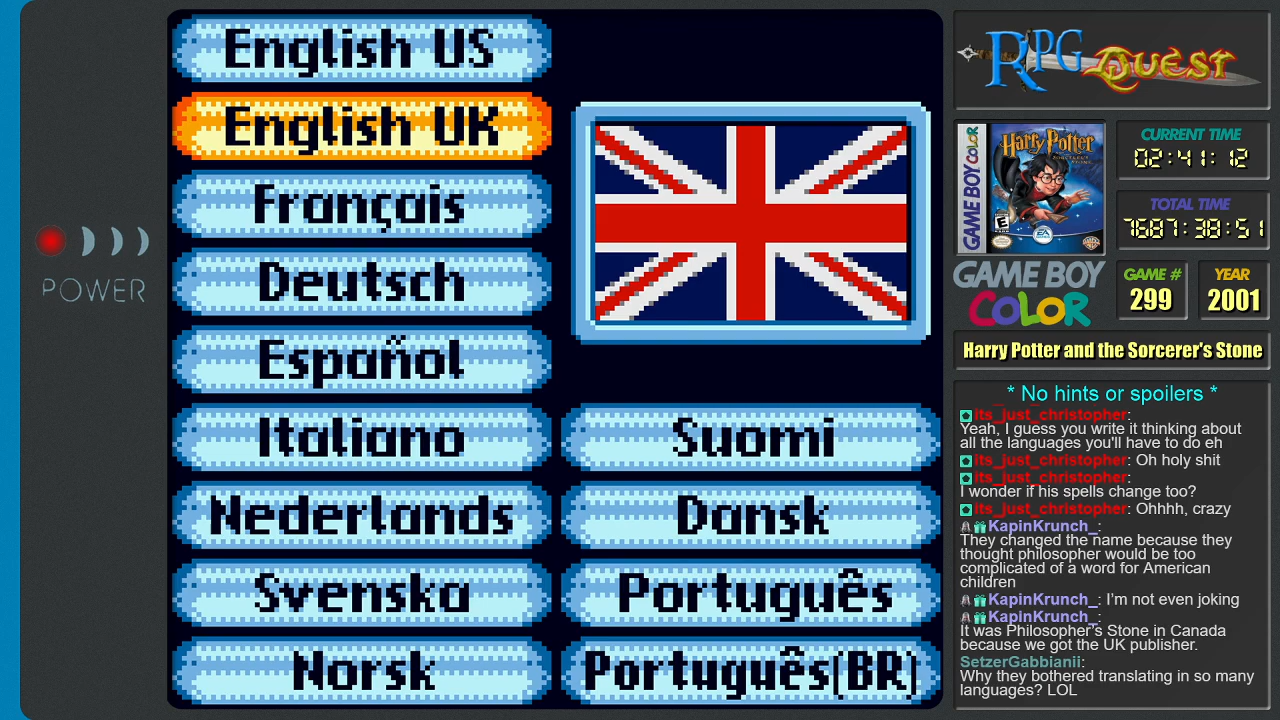 English US
English UK
Français
Deutsch
Español
Italiano
Nederlands
Svenska
Norsk
Suomi
Dansk
Português
Português(BR)
POWER
RPG Quest
GAME BOY COLOR
Harry Potter
E
EA GAMES
CURRENT TIME
02:41:12
TOTAL TIME
7687:38:51
GAME BOY
COLOR
GAME #
299
YEAR
2001
Harry Potter and the Sorcerer's Stone
* No hints or spoilers *
its_just_christopher:
Yeah, I guess you write it thinking about
all the languages you'll have to do eh
its_just_christopher: Oh holy shit
its_just_christopher:
I wonder if his spells change too?
its_just_christopher: Ohhhh, crazy
KapinKrunch_:
They changed the name because they
thought philosopher would be too
complicated of a word for American
children
KapinKrunch_: I'm not even joking
KapinKrunch_:
It was Philosopher's Stone in Canada
because we got the UK publisher.
SetzerGabbianii:
Why they bothered translating in so many
languages? LOL